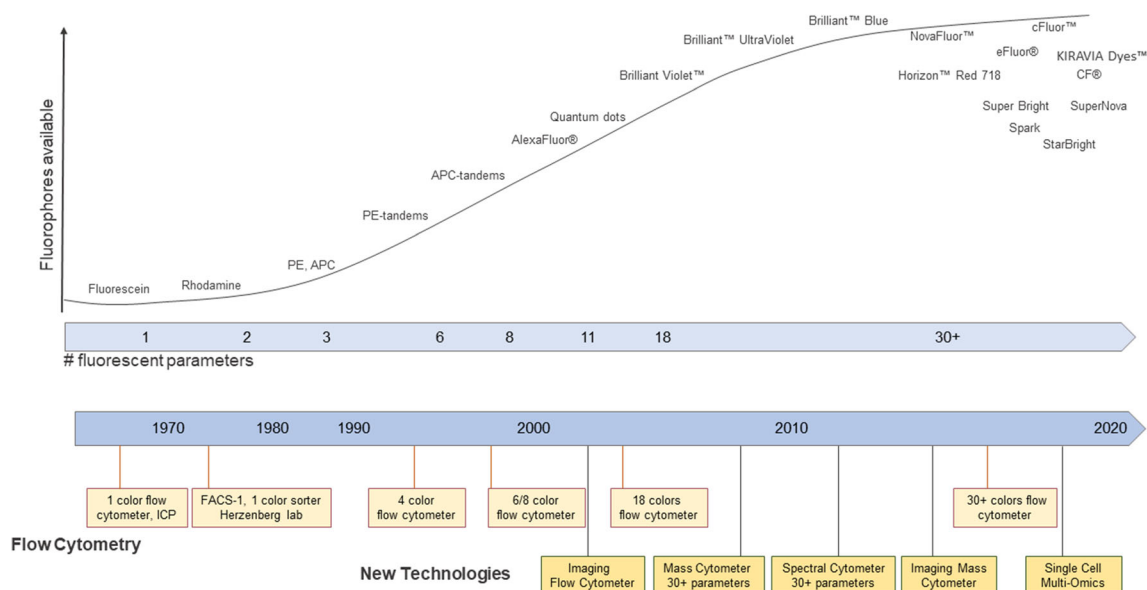 Brilliant™ Blue
cFluor™
NovaFluor™
Brilliant™ UltraViolet
eFluor®
KIRAVIA Dyes™
Brilliant Violet™
Horizon™ Red 718
CF®
Quantum dots
Super Bright
SuperNova
AlexaFluor®
Spark
StarBright
APC-tandems
PE-tandems
PE, APC
Fluorescein
Rhodamine
Fluorophores available
1 2 3 6 8 11 18 30+
# fluorescent parameters
1970 1980 1990 2000 2010 2020
1 color flow
cytometer, ICP
FACS-1, 1 color sorter
Herzenberg lab
4 color
flow cytometer
6/8 color
flow cytometer
18 colors
flow cytometer
30+ colors flow
cytometer
Flow Cytometry
New Technologies
Imaging
Flow Cytometer
Mass Cytometer
30+ parameters
Spectral Cytometer
30+ parameters
Imaging Mass
Cytometer
Single Cell
Multi-Omics